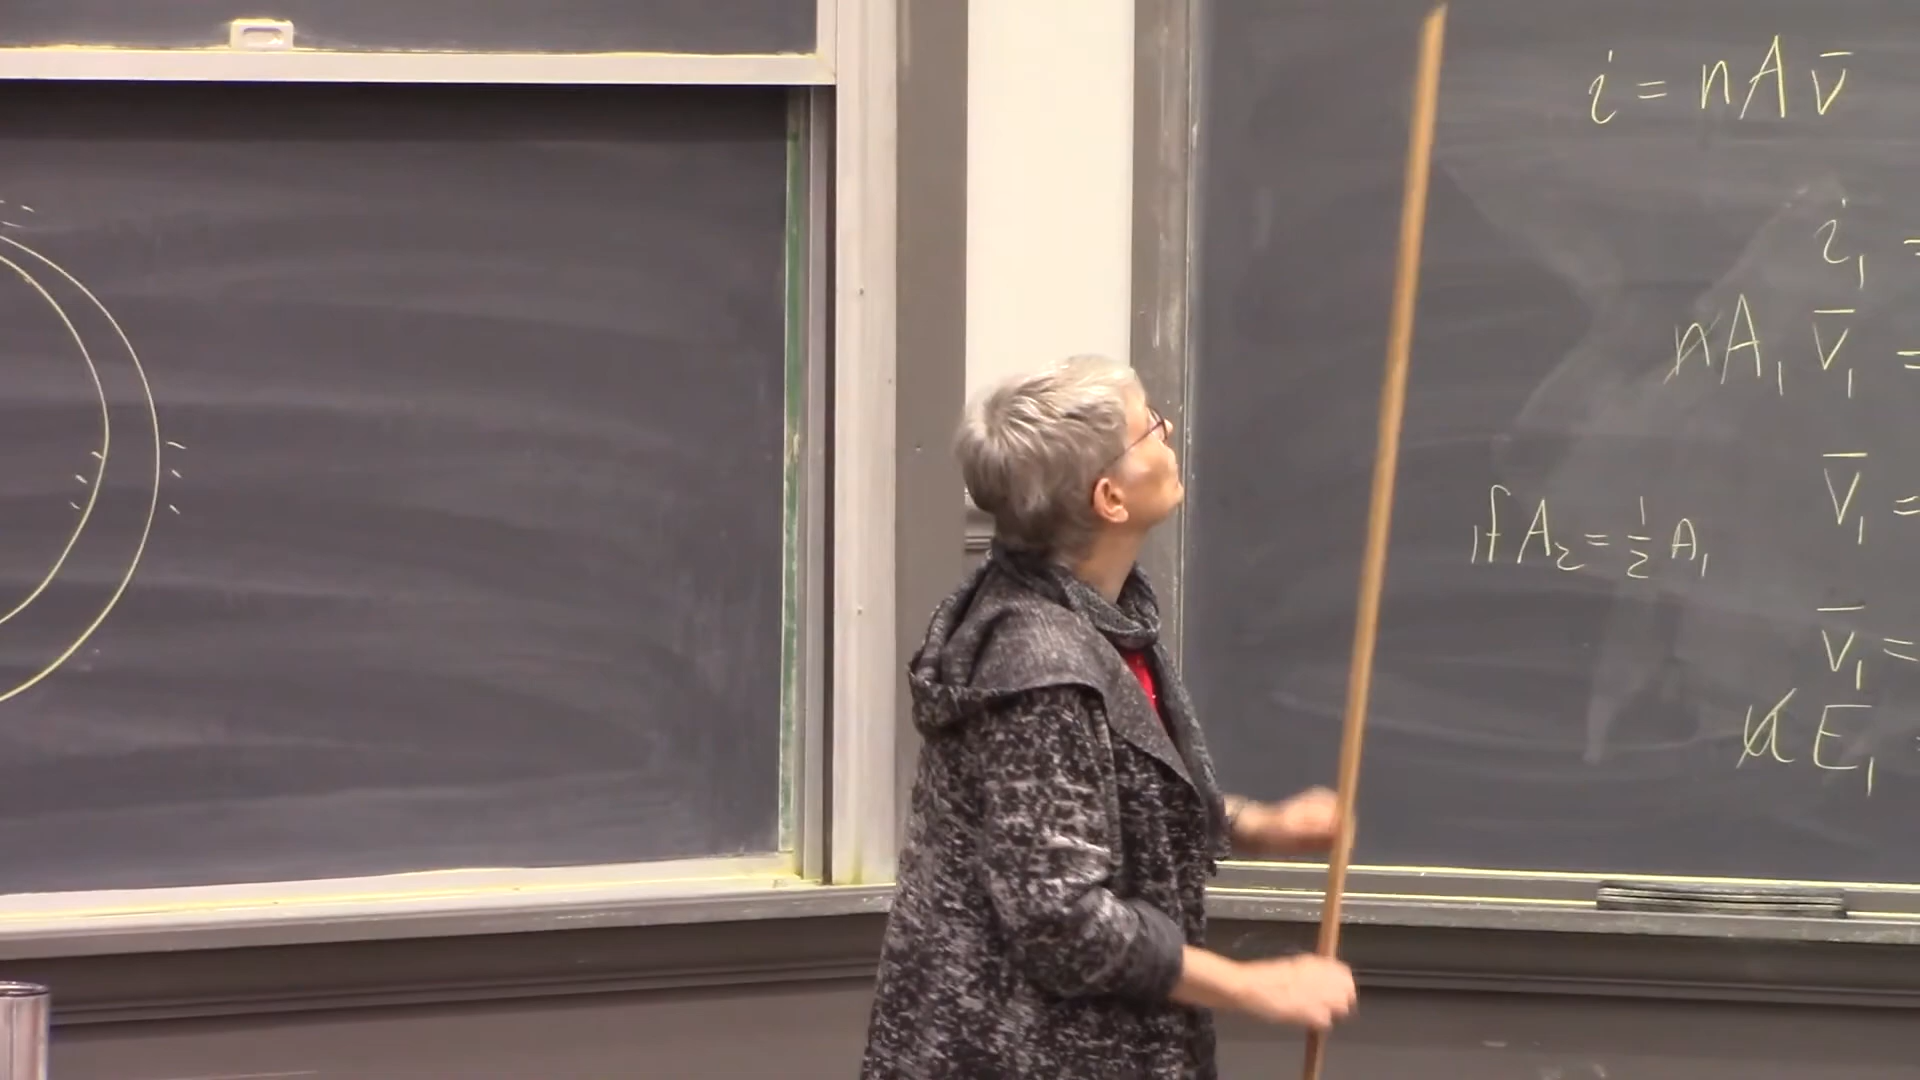 i = nAv̅
i₁ =
nA₁ v̅₁ =
v̅₁ =
if A₂ = ½ A₁
v̅₁ =
u E₁ =